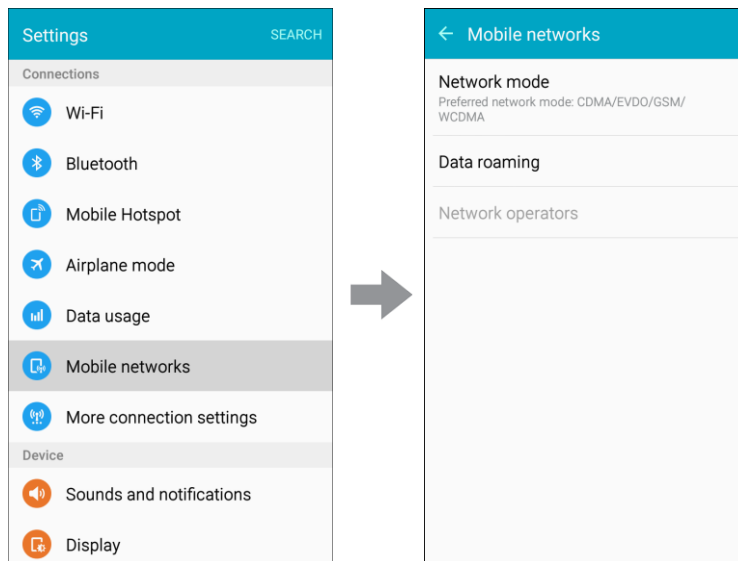 Settings
SEARCH
Connections
Wi-Fi
Bluetooth
Mobile Hotspot
Airplane mode
Data usage
Mobile networks
More connection settings
Device
Sounds and notifications
Display
Mobile networks
Network mode
Preferred network mode: CDMA/EVDO/GSM/
WCDMA
Data roaming
Network operators